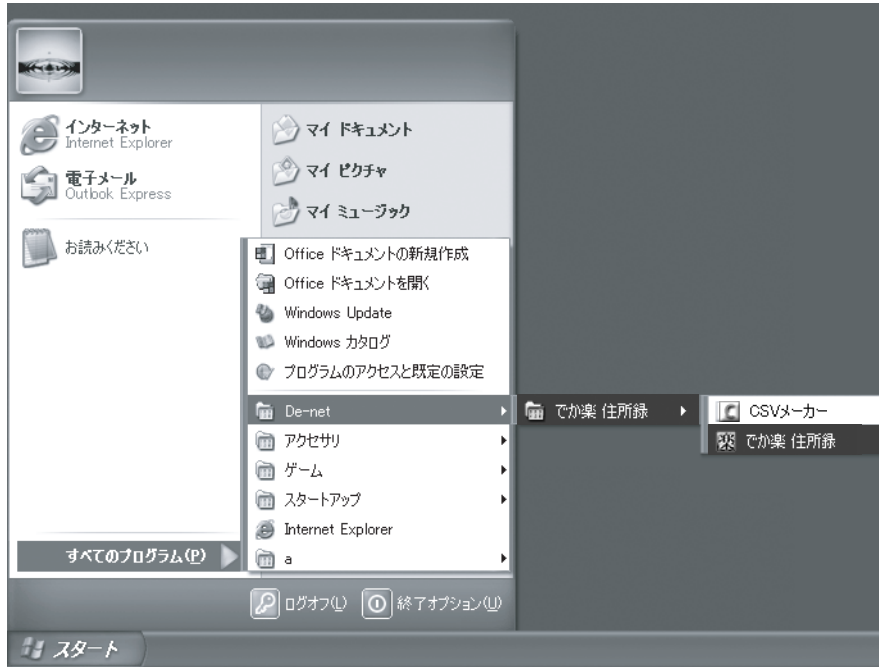 インターネット
Internet Explorer
電子メール
Outlook Express
お読みください
マイ ドキュメント
マイ ピクチャ
マイ ミュージック
Office ドキュメントの新規作成
Office ドキュメントを開く
Windows Update
Windows カタログ
プログラムのアクセスと既定の設定
De-net
アクセサリ
ゲーム
スタートアップ
Internet Explorer
a
でか楽 住所録
CSVメーカー
でか楽 住所録
すべてのプログラム(P)
ログオフ(L)
終了オプション(U)
スタート